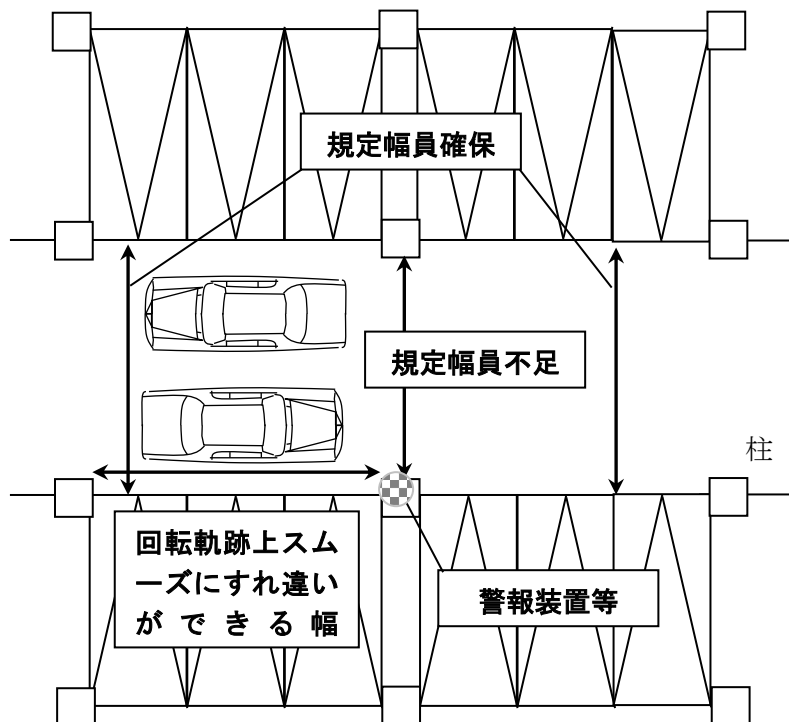 規定幅員確保
規定幅員不足
柱
回転軌跡上スム
ーズにすれ違い
ができる幅
警報装置等